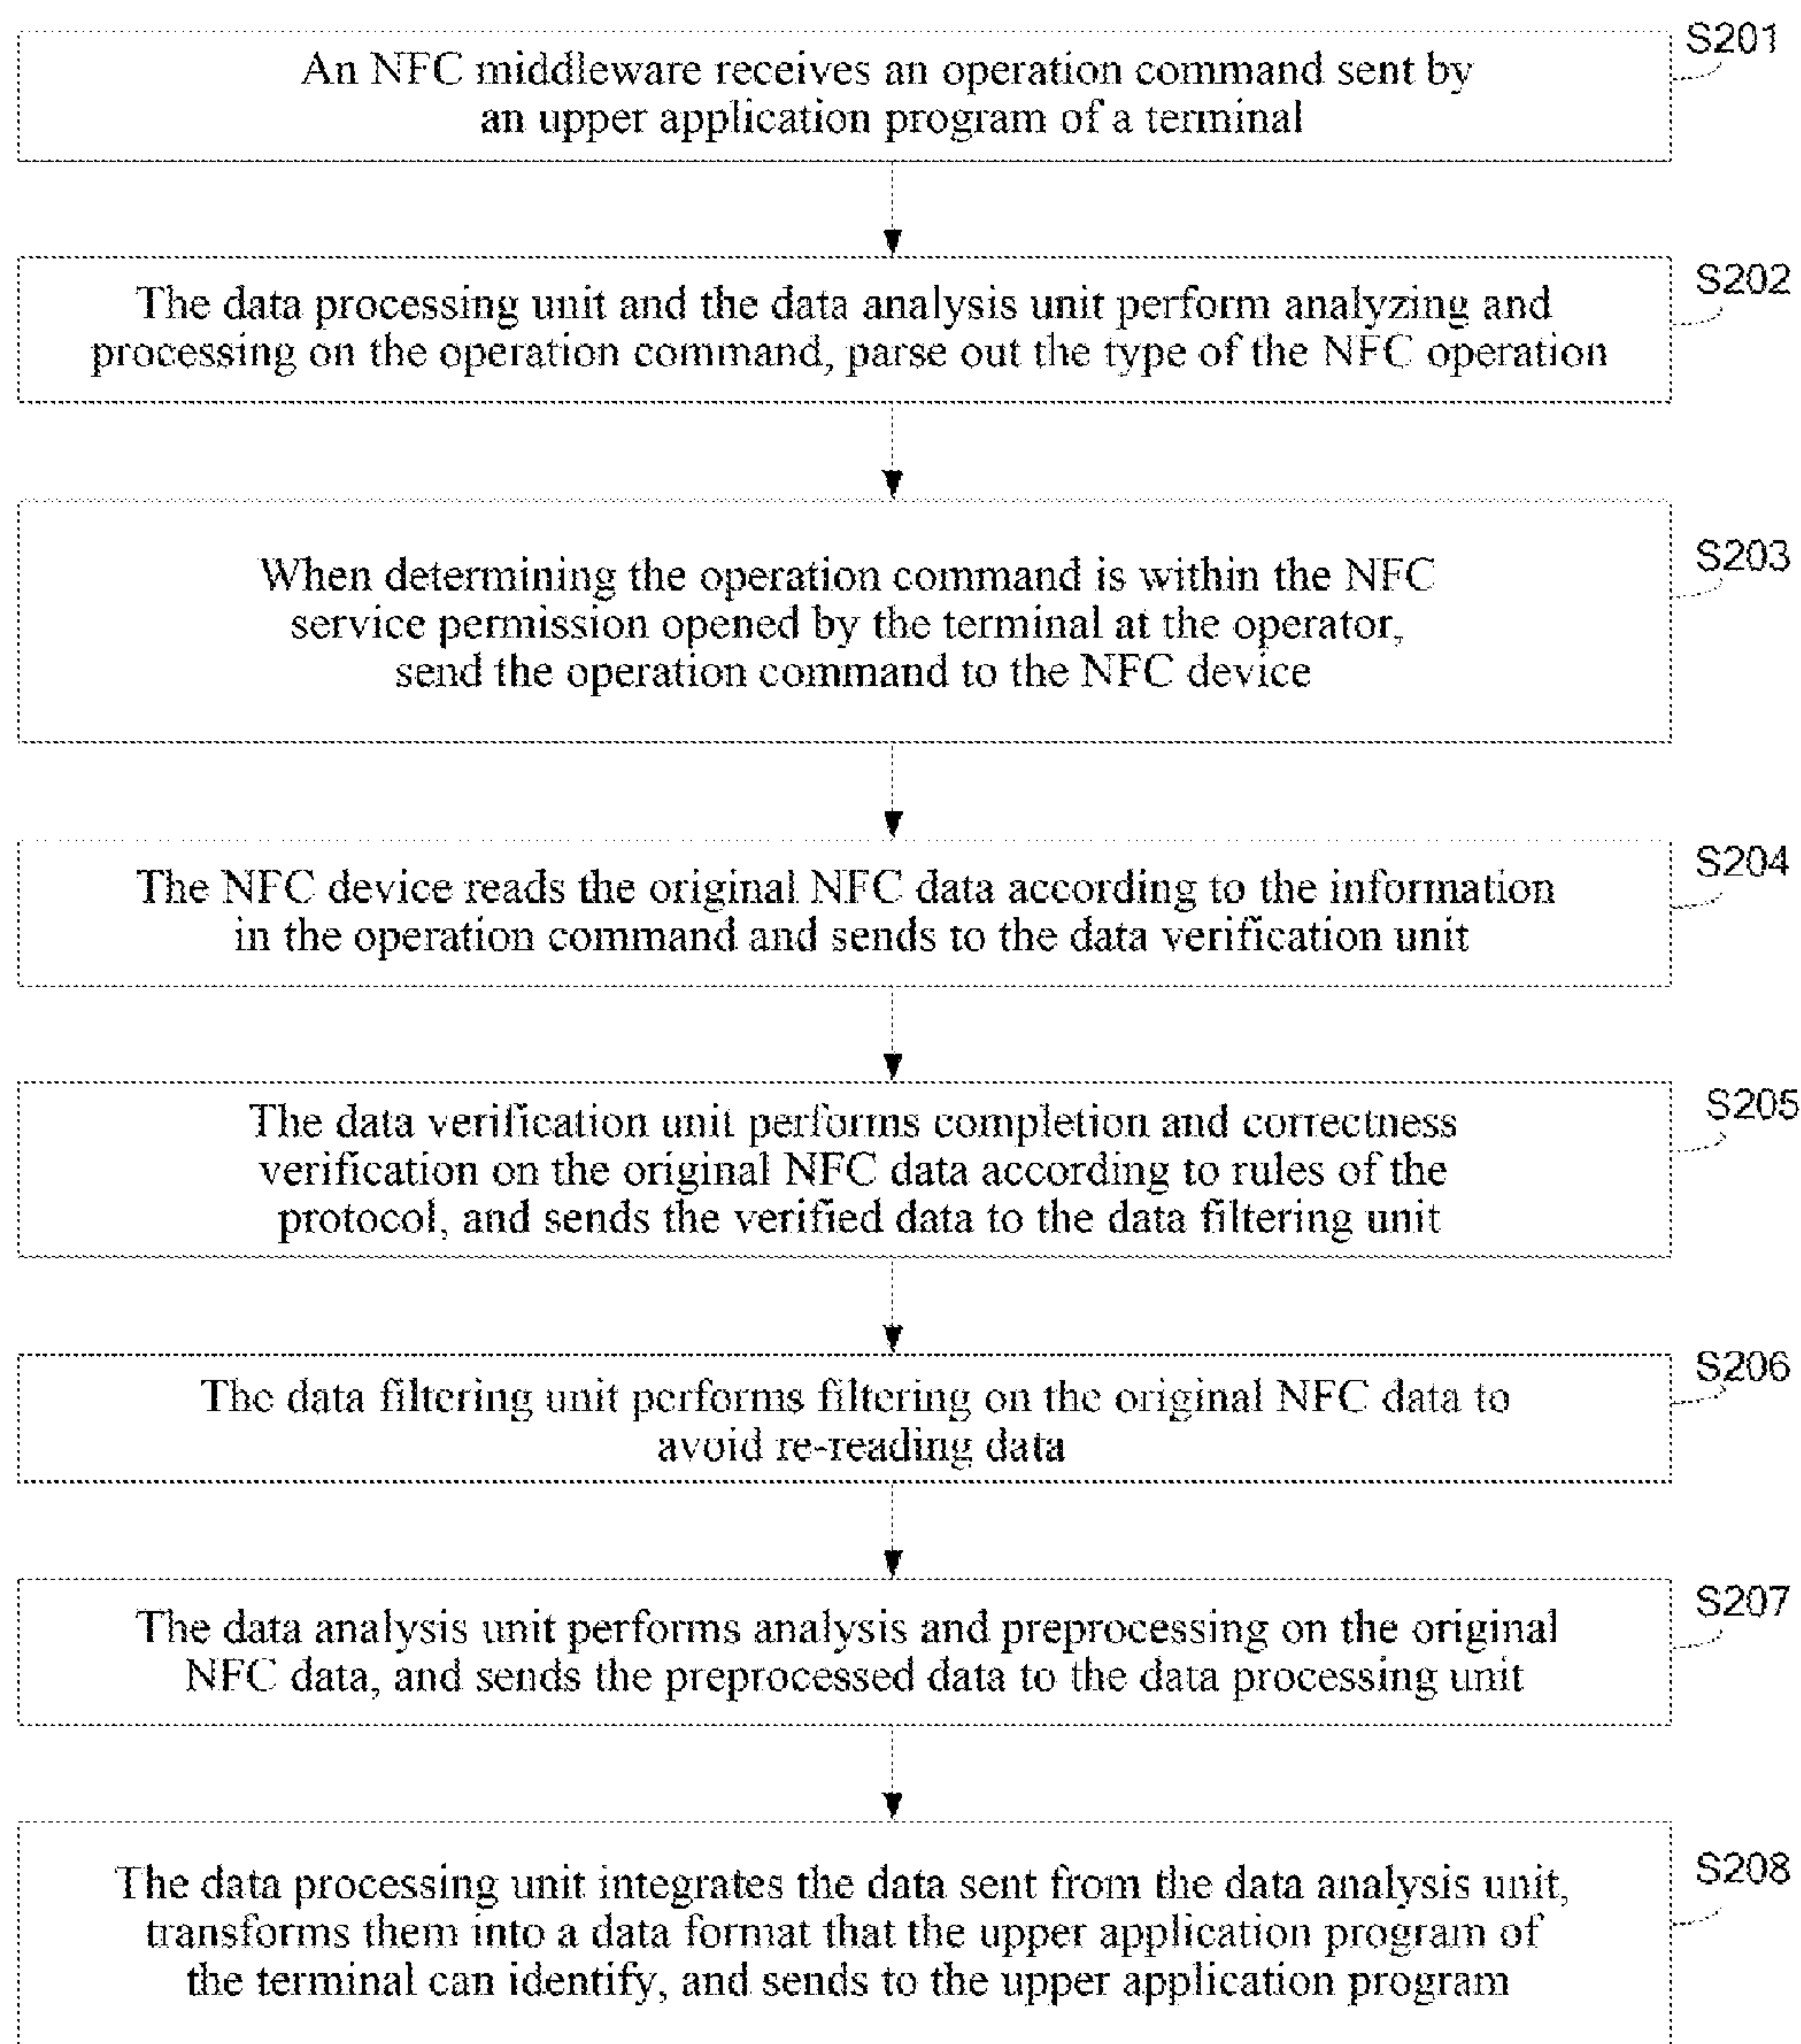 S201
An NFC middleware receives an operation command sent by
an upper application program of a terminal
S202
The data processing unit and the data analysis unit perform analyzing and
processing on the operation command, parse out the type of the NFC operation
S203
When determining the operation command is within the NFC
service permission opened by the terminal at the operator,
send the operation command to the NFC device
S204
The NFC device reads the original NFC data according to the information
in the operation command and sends to the data verification unit
S205
The data verification unit performs completion and correctness
verification on the original NFC data according to rules of the
protocol, and sends the verified data to the data filtering unit
S206
The data filtering unit performs filtering on the original NFC data to
avoid re-reading data
S207
The data analysis unit performs analysis and preprocessing on the original
NFC data, and sends the preprocessed data to the data processing unit
S208
The data processing unit integrates the data sent from the data analysis unit,
transforms them into a data format that the upper application program of
the terminal can identify, and sends to the upper application program